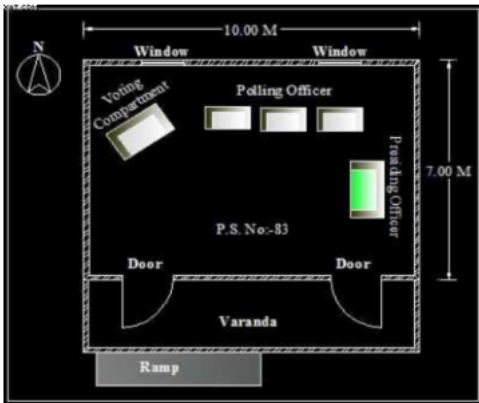 10.00 M
N
Window
Window
Voting
Compartment
Polling Officer
Presiding Officer
7.00 M
P.S. No:-83
Door
Door
Varanda
Ramp